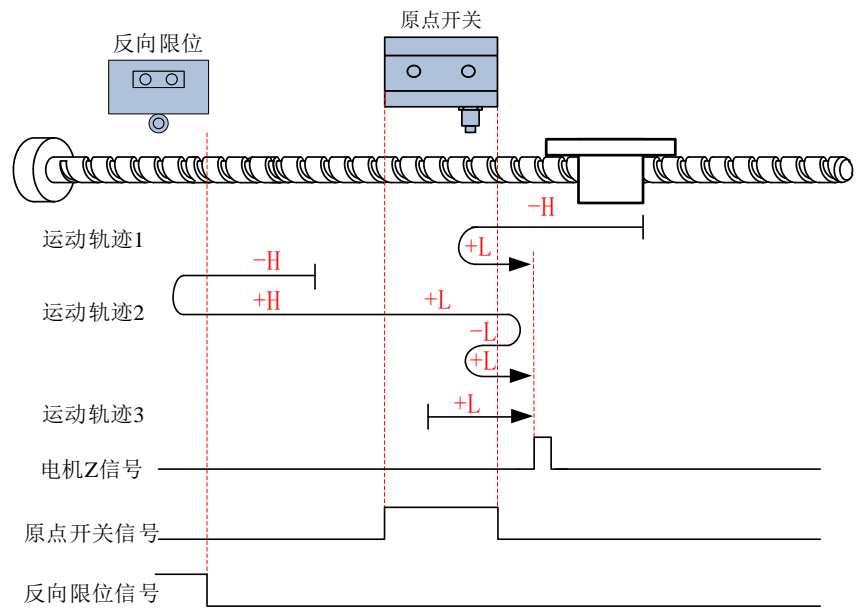 原点开关
反向限位
-H
运动轨迹1
+L
-H
+H
+L
运动轨迹2
-L
+L
+L
运动轨迹3
电机Z信号
原点开关信号
反向限位信号